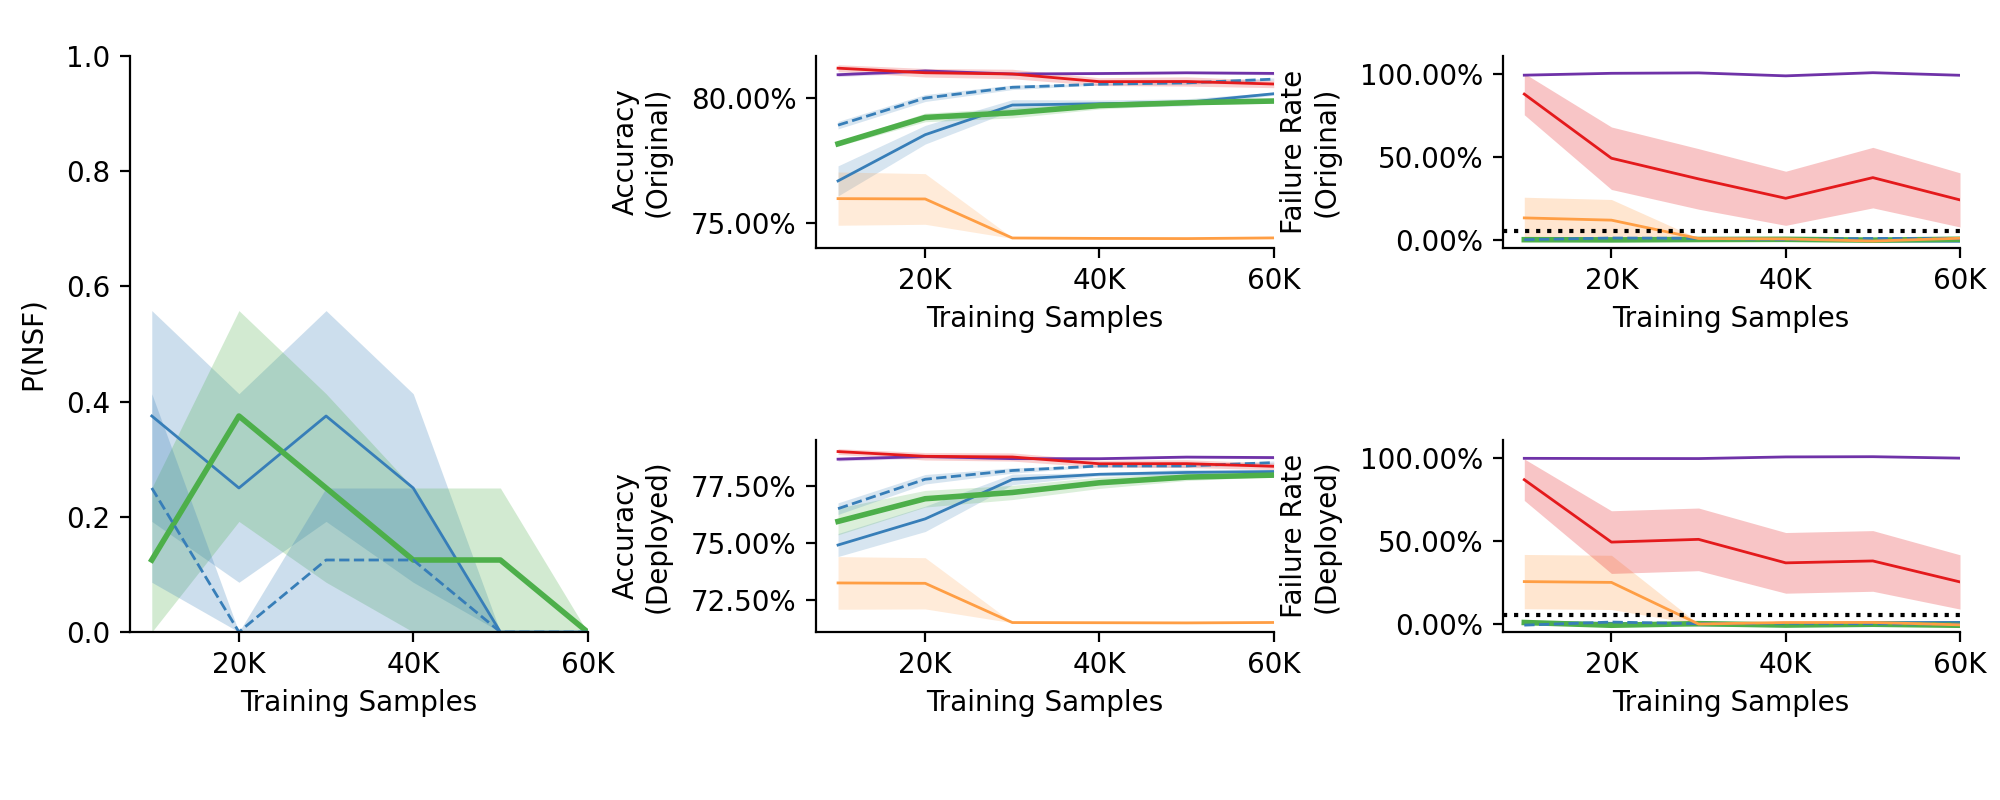 1.0
0.8
0.6
0.4
0.2
0.0
P(NSF)
20K 40K 60K
Training Samples
Accuracy
(Original)
80.00%
75.00%
20K 40K 60K
Training Samples
Failure Rate
(Original)
100.00%
50.00%
0.00%
20K 40K 60K
Training Samples
Accuracy
(Deployed)
77.50%
75.00%
72.50%
20K 40K 60K
Training Samples
Failure Rate
(Deployed)
100.00%
50.00%
0.00%
20K 40K 60K
Training Samples